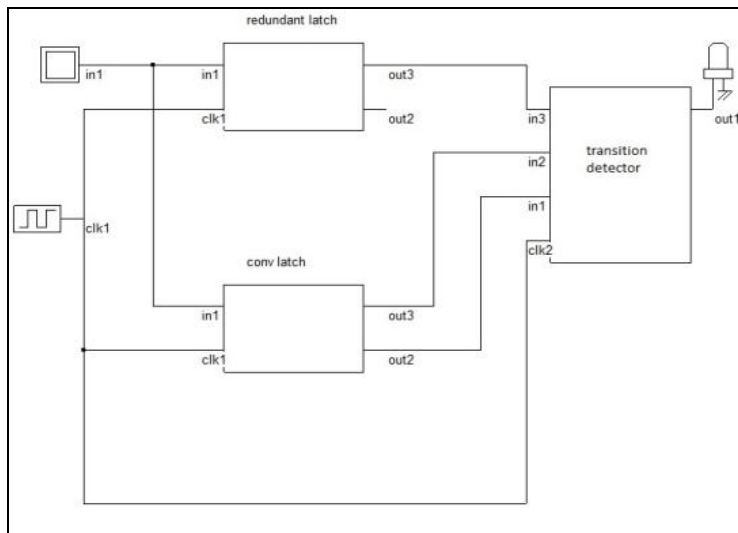 redundant latch
in1
in1
out3
clk1
out2
in3
out1
transition
detector
in2
in1
clk1
clk2
conv latch
in1
out3
clk1
out2